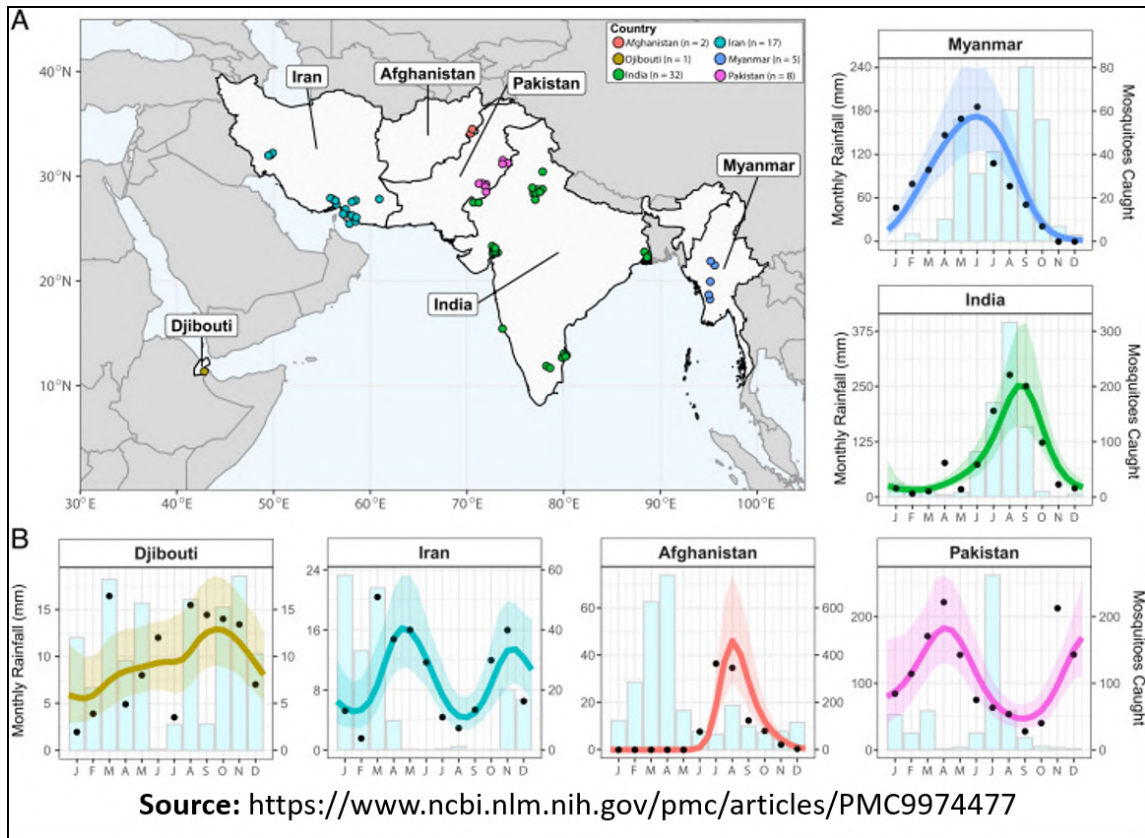 A
Country
Afghanistan (n = 2)
Iran (n = 17)
Djibouti (n = 1)
Myanmar (n = 5)
India (n = 32)
Pakistan (n = 8)
Iran
Afghanistan
Pakistan
Myanmar
India
Djibouti
40°N
30°N
20°N
10°N
30°E 40°E 50°E 60°E 70°E 80°E 90°E 100°E
Myanmar
Monthly Rainfall (mm)
240
180
120
60
0
80
60
40
20
0
Mosquitoes Caught
J F M A M J J A S O N D
India
Monthly Rainfall (mm)
375
250
125
0
300
200
100
0
Mosquitoes Caught
J F M A M J J A S O N D
B
Djibouti
Monthly Rainfall (mm)
15
10
5
0
15
10
5
0
J F M A M J J A S O N D
Iran
24
16
8
0
60
40
20
0
J F M A M J J A S O N D
Afghanistan
60
40
20
0
600
400
200
0
J F M A M J J A S O N D
Pakistan
200
100
0
200
100
0
Mosquitoes Caught
J F M A M J J A S O N D
Source: https://www.ncbi.nlm.nih.gov/pmc/articles/PMC9974477